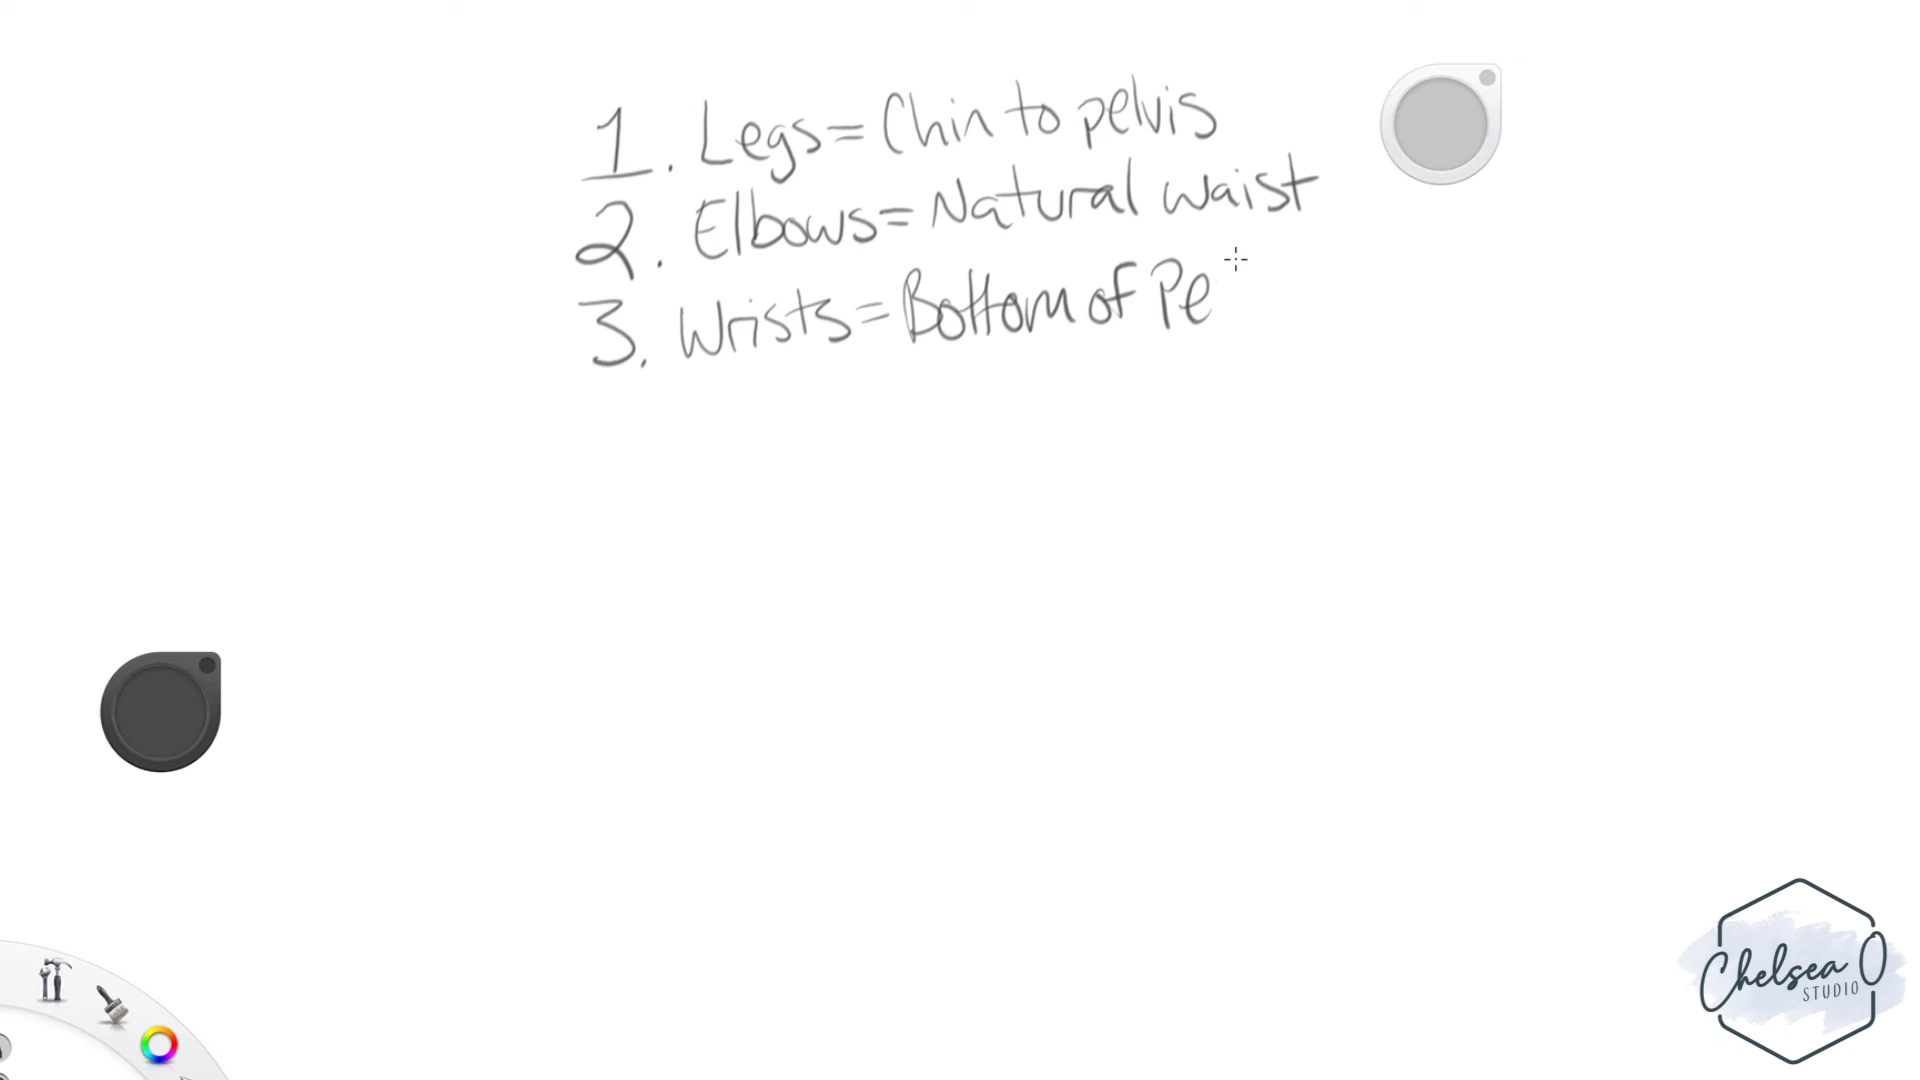 1. Legs = Chin to pelvis
2. Elbows = Natural waist
3. Wrists = Bottom of Pe
Chelsea O
STUDIO